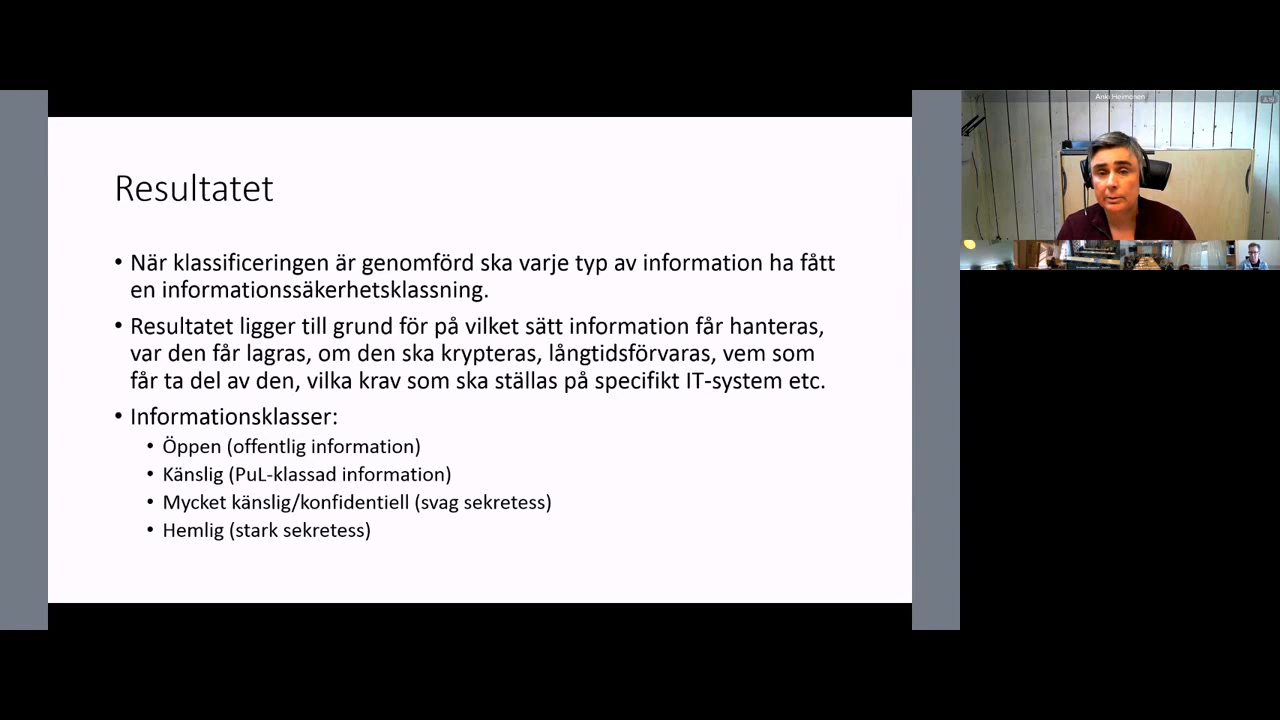 Resultatet
• När klassificeringen är genomförd ska varje typ av information ha fått
en informationssäkerhetsklassning.
• Resultatet ligger till grund för på vilket sätt information får hanteras,
var den får lagras, om den ska krypteras, långtidsförvaras, vem som
får ta del av den, vilka krav som ska ställas på specifikt IT-system etc.
• Informationsklasser:
• Öppen (offentlig information)
• Känslig (PuL-klassad information)
• Mycket känslig/konfidentiell (svag sekretess)
• Hemlig (stark sekretess)